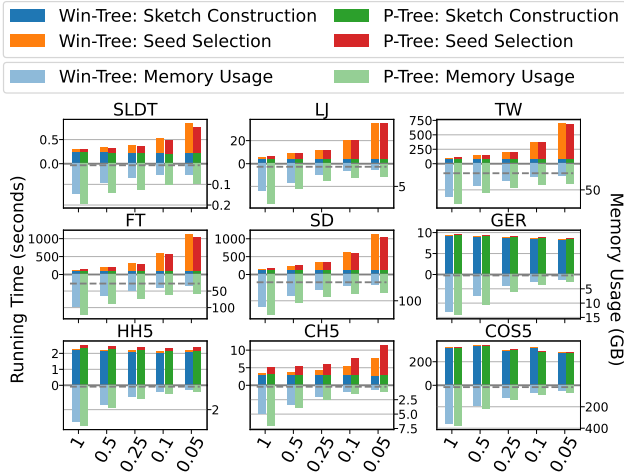 Win-Tree: Sketch Construction P-Tree: Sketch Construction
Win-Tree: Seed Selection P-Tree: Seed Selection
Win-Tree: Memory Usage P-Tree: Memory Usage
Running Time (seconds)
Memory Usage (GB)
SLDT LJ TW
0.5 20 750
500
250
0.0 0 0
0.1 5 50
0.2
FT SD GER
1000 1000 10
500 500 5
0 0 0
50 100 5
100 10
15
HH5 CH5 COS5
2 10 200
1 5
0 0 0
2 2.5 200
5.0 400
7.5
1 0.5 0.25 0.1 0.05 1 0.5 0.25 0.1 0.05 1 0.5 0.25 0.1 0.05